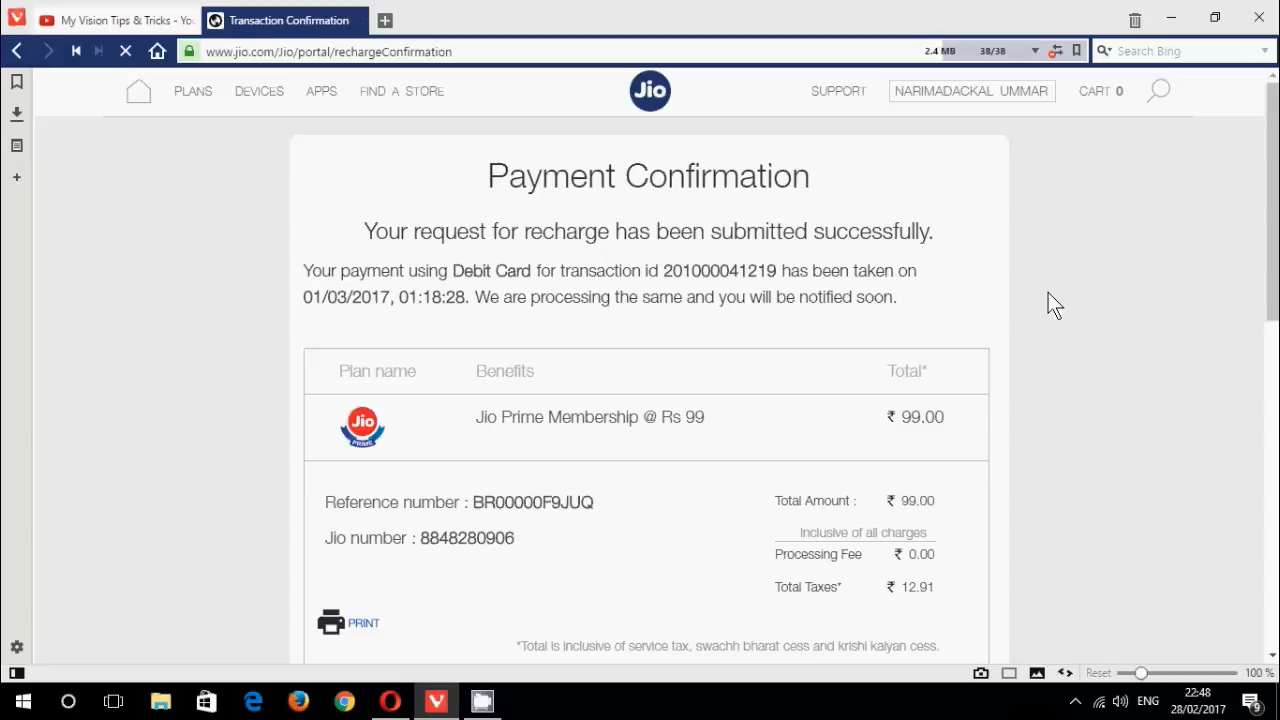 My Vision Tips & Tricks - Yo
Transaction Confirmation
www.jio.com/Jio/portal/rechargeConfirmation
2.4 MB
38/38
Search Bing
PLANS
DEVICES
APPS
FIND A STORE
Jio
SUPPORT
NARIMADACKAL UMMAR
CART 0
Payment Confirmation
Your request for recharge has been submitted successfully.
Your payment using Debit Card for transaction id 201000041219 has been taken on
01/03/2017, 01:18:28. We are processing the same and you will be notified soon.
Plan name
Benefits
Total*
Jio
PRIME
Jio Prime Membership @ Rs 99
₹ 99.00
Reference number : BR00000F9JUQ
Jio number : 8848280906
Total Amount : ₹ 99.00
Inclusive of all charges
Processing Fee ₹ 0.00
Total Taxes* ₹ 12.91
PRINT
*Total is inclusive of service tax, swachh bharat cess and krishi kalyan cess.
Reset
100 %
ENG
22:48
28/02/2017
9